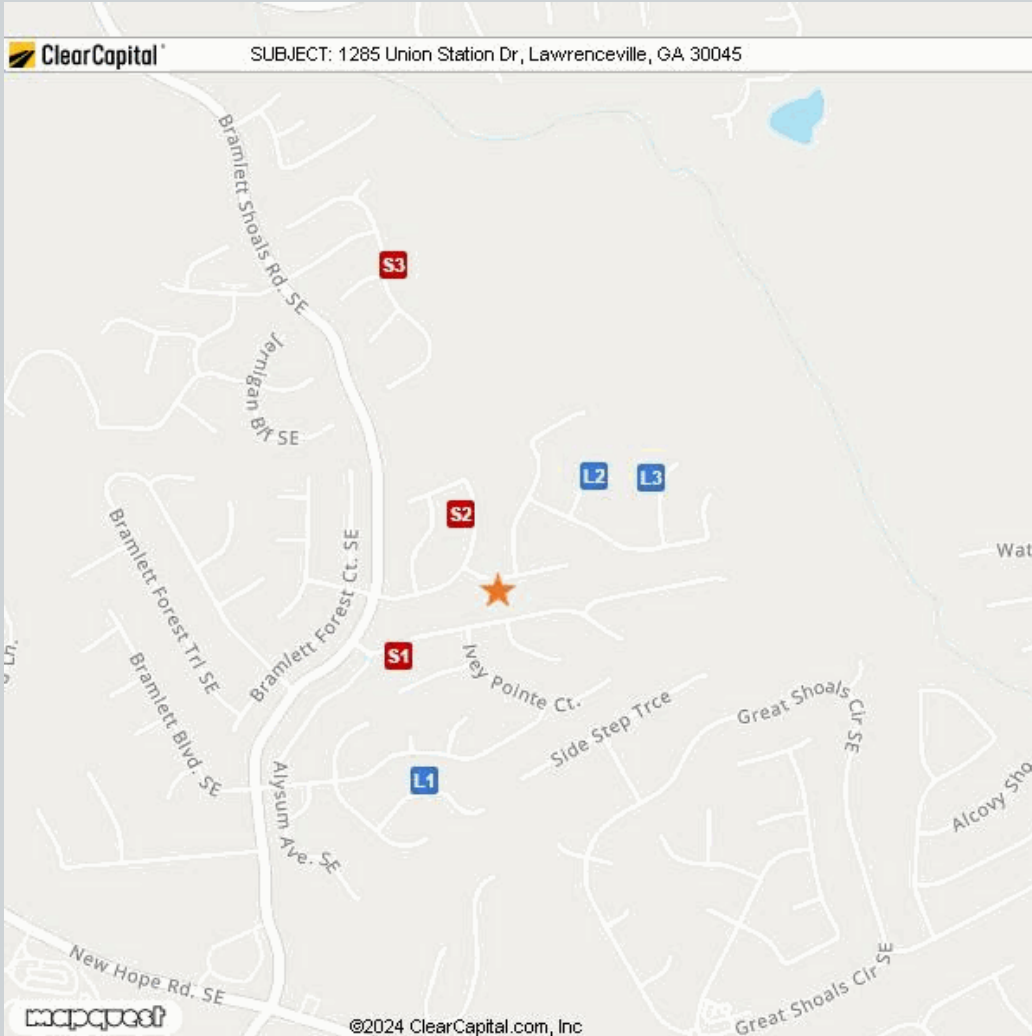 ClearCapital SUBJECT: 1285 Union Station Dr, Lawrenceville, GA 30045
Bramlett Shoals Rd. SE
S3
Jernigan Blf SE
L2
L3
S2
Bramlett Forest Ct. SE
Bramlett Forest Trl SE
Wat
S1
Ivey Pointe Ct.
Ln.
Bramlett Blvd. SE
Side Step Trce
Great Shoals Cir SE
L1
Alysum Ave. SE
Alcovy Sho
New Hope Rd. SE
Great Shoals Cir SE
mapquest
©2024 ClearCapital.com, Inc